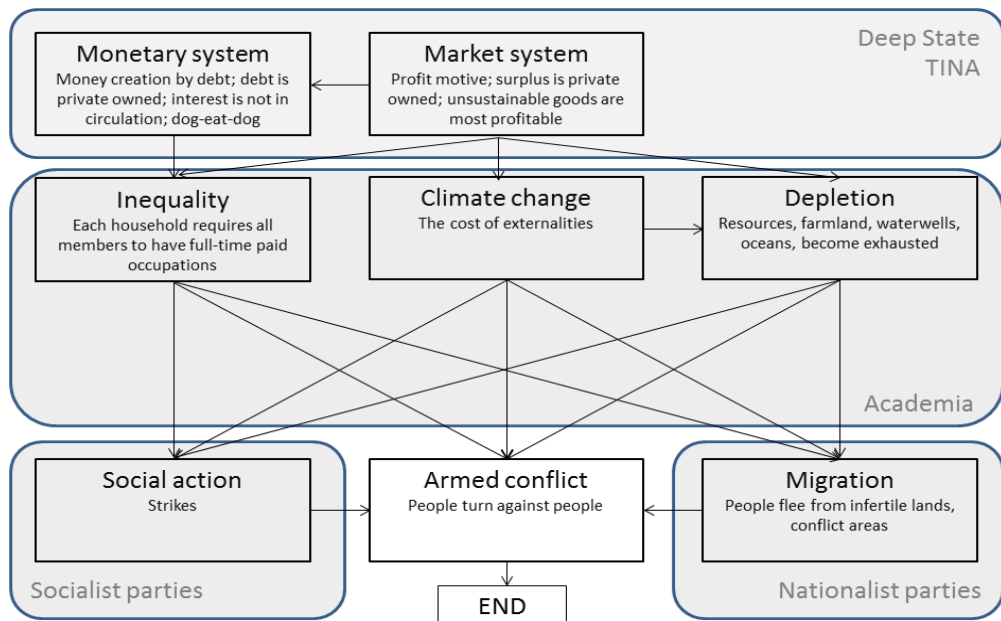 Deep State
TINA
Monetary system
Money creation by debt; debt is
private owned; interest is not in
circulation; dog-eat-dog
Market system
Profit motive; surplus is private
owned; unsustainable goods are
most profitable
Inequality
Each household requires all
members to have full-time paid
occupations
Climate change
The cost of externalities
Depletion
Resources, farmland, waterwells,
oceans, become exhausted
Academia
Social action
Strikes
Armed conflict
People turn against people
Migration
People flee from infertile lands,
conflict areas
Socialist parties
Nationalist parties
END